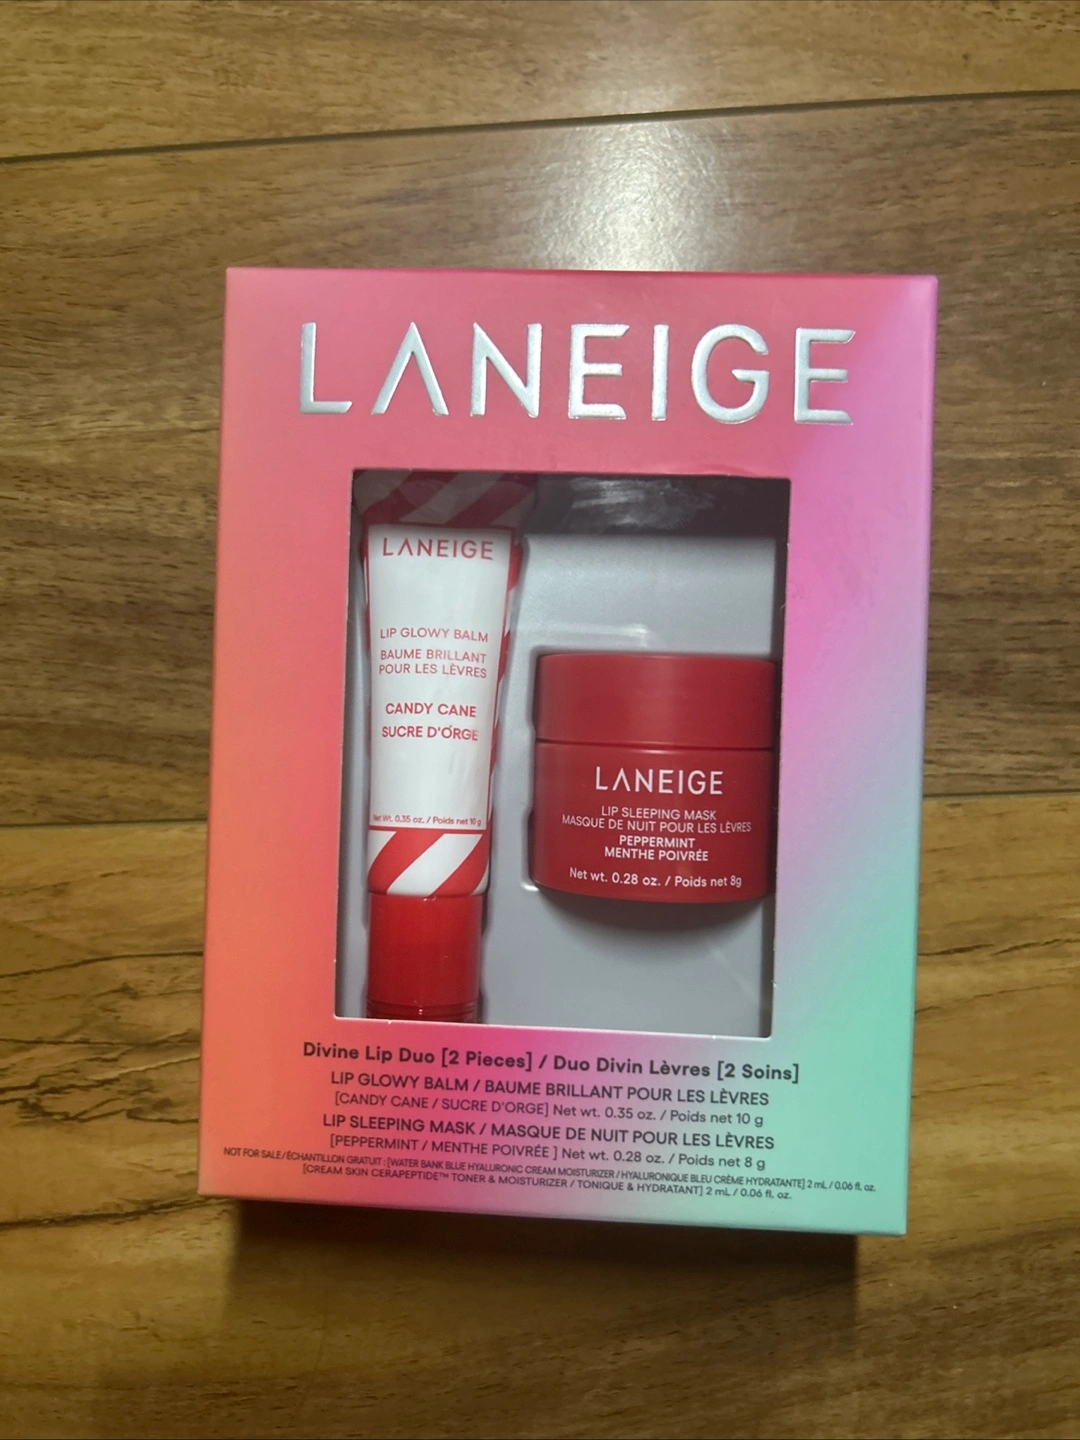 LANEIGE
LANEIGE
LIP GLOWY BALM
BAUME BRILLANT
POUR LES LÈVRES
CANDY CANE
SUCRE D'ORGE
Net Wt. 0.35 oz. / Poids net 10 g
LANEIGE
LIP SLEEPING MASK
MASQUE DE NUIT POUR LES LÈVRES
PEPPERMINT
MENTHE POIVRÉE
Net wt. 0.28 oz. / Poids net 8g
Divine Lip Duo [2 Pieces] / Duo Divin Lèvres [2 Soins]
LIP GLOWY BALM / BAUME BRILLANT POUR LES LÈVRES
[CANDY CANE / SUCRE D'ORGE] Net wt. 0.35 oz. / Poids net 10 g
LIP SLEEPING MASK / MASQUE DE NUIT POUR LES LÈVRES
[PEPPERMINT / MENTHE POIVRÉE ] Net wt. 0.28 oz. / Poids net 8 g
NOT FOR SALE/ÉCHANTILLON GRATUIT : [WATER BANK BLUE HYALURONIC CREAM MOISTURIZER / HYALURONIQUE BLEU CRÈME HYDRATANTE] 2 mL / 0.06 fl. oz.
[CREAM SKIN CERAPEPTIDE™ TONER & MOISTURIZER / TONIQUE & HYDRATANT] 2 mL / 0.06 fl. oz.